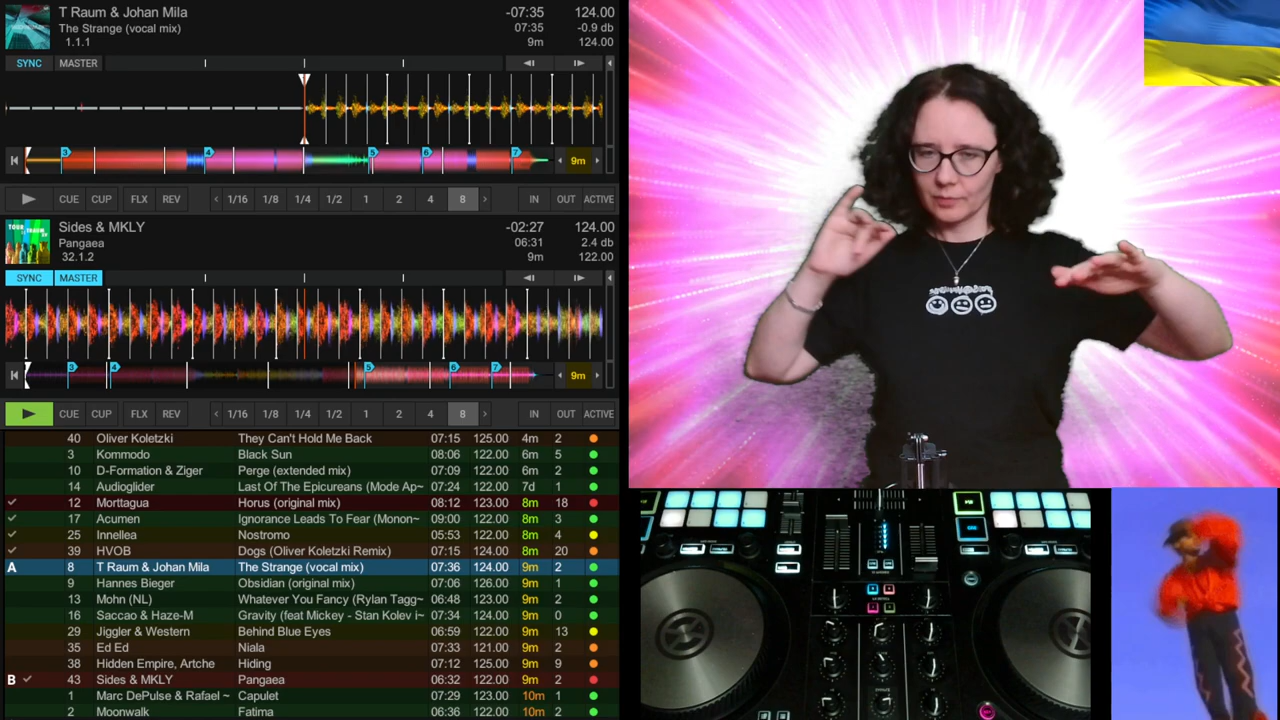 T Raum & Johan Mila -07:35 124.00
The Strange (vocal mix) 07:35 -0.9 db
1.1.1 9m 124.00
SYNC MASTER
3 4 5 6 7 9m
CUE CUP FLX REV 1/16 1/8 1/4 1/2 1 2 4 8 IN OUT ACTIVE
Sides & MKLY -02:27 124.00
Pangaea 06:31 2.4 db
32.1.2 9m 122.00
SYNC MASTER
3 4 5 6 7 9m
CUE CUP FLX REV 1/16 1/8 1/4 1/2 1 2 4 8 IN OUT ACTIVE
40 Oliver Koletzki They Can't Hold Me Back 07:15 125.00 4m 2
3 Kommodo Black Sun 08:06 122.00 6m 5
10 D-Formation & Ziger Perge (extended mix) 07:09 122.00 6m 2
14 Audioglider Last Of The Epicureans (Mode Ap~ 07:24 122.00 7d 1
12 Morttagua Horus (original mix) 08:12 123.00 8m 18
17 Acumen Ignorance Leads To Fear (Monon~ 09:00 122.00 8m 3
25 Innellea Nostromo 05:53 122.00 8m 4
39 HVOB Dogs (Oliver Koletzki Remix) 07:15 124.00 8m 20
A 8 T Raum & Johan Mila The Strange (vocal mix) 07:36 124.00 9m 2
9 Hannes Bieger Obsidian (original mix) 07:06 126.00 9m 1
13 Mohn (NL) Whatever You Fancy (Rylan Tagg~ 06:48 123.00 9m 2
16 Saccao & Haze-M Gravity (feat Mickey - Stan Kolev i~ 07:34 124.00 9m 0
29 Jiggler & Western Behind Blue Eyes 06:59 122.00 9m 13
35 Ed Ed Niala 07:33 121.00 9m 2
38 Hidden Empire, Artche Hiding 07:12 125.00 9m 9
B 43 Sides & MKLY Pangaea 06:32 122.00 9m 2
1 Marc DePulse & Rafael ~ Capulet 07:29 123.00 10m 1
2 Moonwalk Fatima 06:36 122.00 10m 2